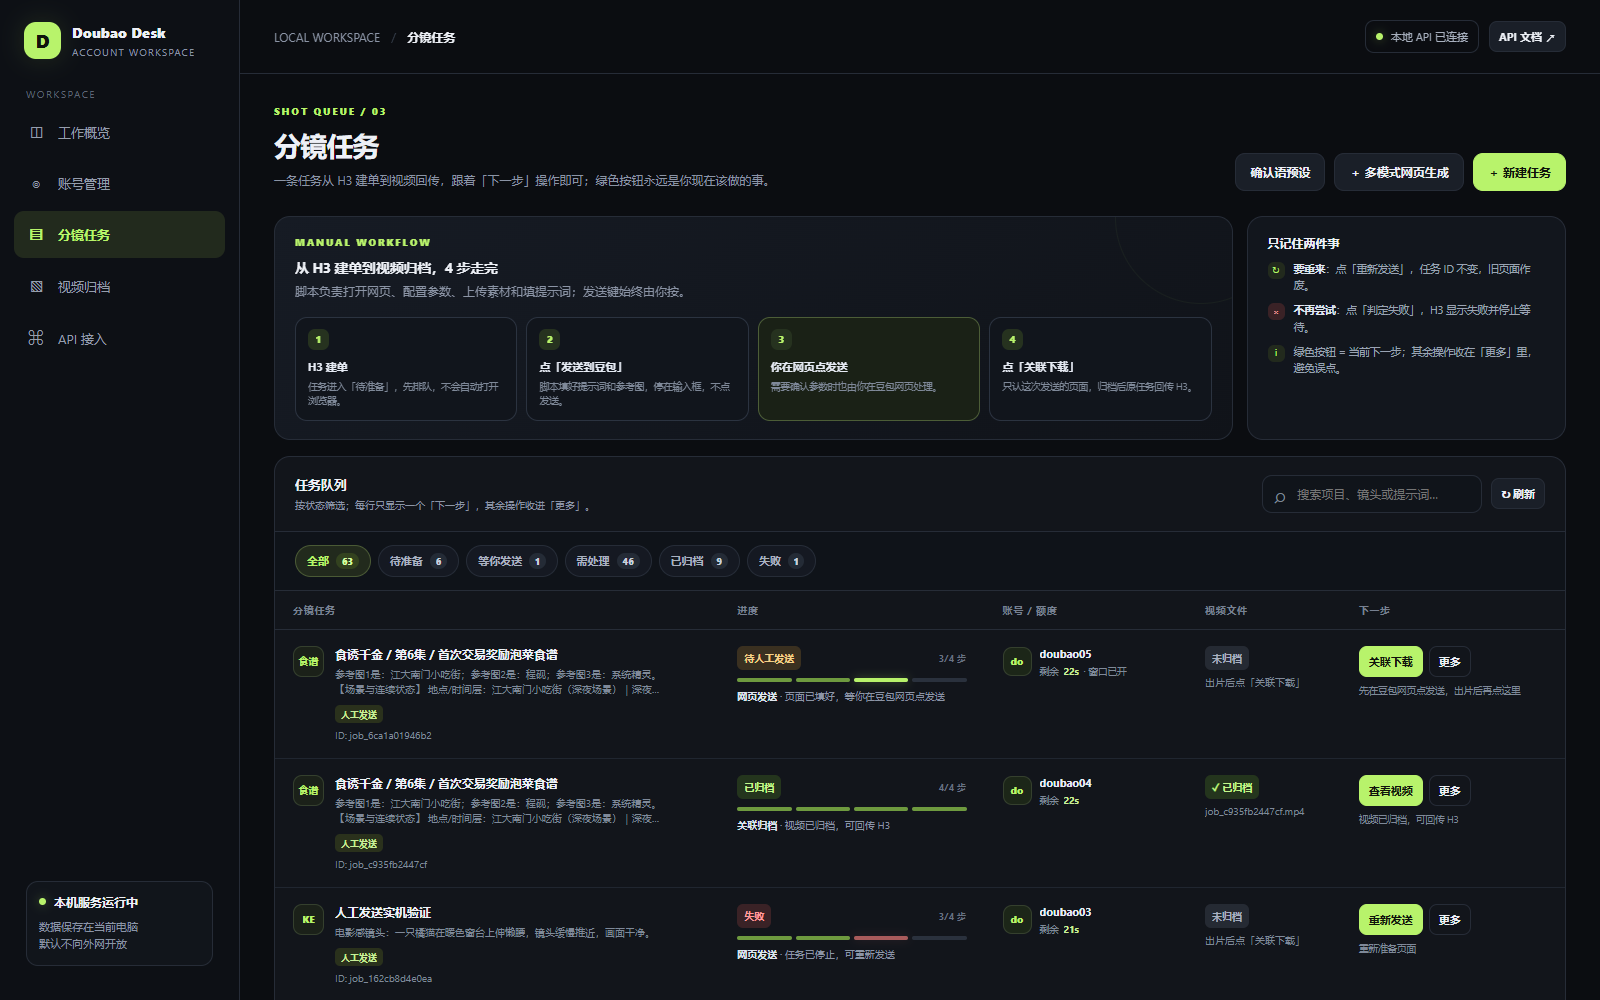 D
Doubao Desk
ACCOUNT WORKSPACE
WORKSPACE
工作概览
账号管理
分镜任务
视频归档
API 接入
本机服务运行中
数据保存在当前电脑
默认不向外网开放
LOCAL WORKSPACE / 分镜任务
本地 API 已连接
API 文档 ↗
SHOT QUEUE / 03
分镜任务
一条任务从 H3 建单到视频回传，跟着「下一步」操作即可；绿色按钮永远是你现在该做的事。
确认语预设
+ 多模式网页生成
+ 新建任务
MANUAL WORKFLOW
从 H3 建单到视频归档，4 步走完
脚本负责打开网页、配置参数、上传素材和填提示词；发送键始终由你按。
1
H3 建单
任务进入「待准备」，先排队，不会自动打开
浏览器。
2
点「发送到豆包」
脚本填好提示词和参考图，停在输入框，不点
发送。
3
你在网页点发送
需要确认参数时也由你在豆包网页处理。
4
点「关联下载」
只认这次发送的页面，归档后原任务回传 H3。
只记住两件事
↻ 要重来：点「重新发送」，任务 ID 不变，旧页面作
废。
× 不再尝试：点「判定失败」，H3 显示失败并停止等
待。
i 绿色按钮 = 当前下一步；其余操作收在「更多」里，
避免误点。
任务队列
按状态筛选；每行只显示一个「下一步」，其余操作收进「更多」。
搜索项目、镜头或提示词...
↻ 刷新
全部 63
待准备 6
等你发送 1
需处理 46
已归档 9
失败 1
分镜任务 进度 账号 / 额度 视频文件 下一步
食谱
食诱千金 / 第6集 / 首次交易奖励泡菜食谱
参考图1是：江大南门小吃街；参考图2是：程砚；参考图3是：系统精灵。
【场景与连续状态】 地点/时间层：江大南门小吃街（深夜场景）｜深夜...
人工发送
ID: job_6ca1a01946b2
待人工发送 3/4 步
网页发送 · 页面已填好，等你在豆包网页点发送
do
doubao05
剩余 22s · 窗口已开
未归档
出片后点「关联下载」
关联下载 更多
先在豆包网页点发送，出片后再点这里
食谱
食诱千金 / 第6集 / 首次交易奖励泡菜食谱
参考图1是：江大南门小吃街；参考图2是：程砚；参考图3是：系统精灵。
【场景与连续状态】 地点/时间层：江大南门小吃街（深夜场景）｜深夜...
人工发送
ID: job_c935fb2447cf
已归档 4/4 步
关联归档 · 视频已归档，可回传 H3
do
doubao04
剩余 22s
✓ 已归档
job_c935fb2447cf.mp4
查看视频 更多
视频已归档，可回传 H3
KE
人工发送实机验证
电影感镜头：一只橘猫在暖色窗台上伸懒腰，镜头缓慢推近，画面干净。
人工发送
ID: job_162cb8d4e0ea
失败 3/4 步
网页发送 · 任务已停止，可重新发送
do
doubao03
剩余 21s
未归档
出片后点「关联下载」
重新发送 更多
重新准备页面